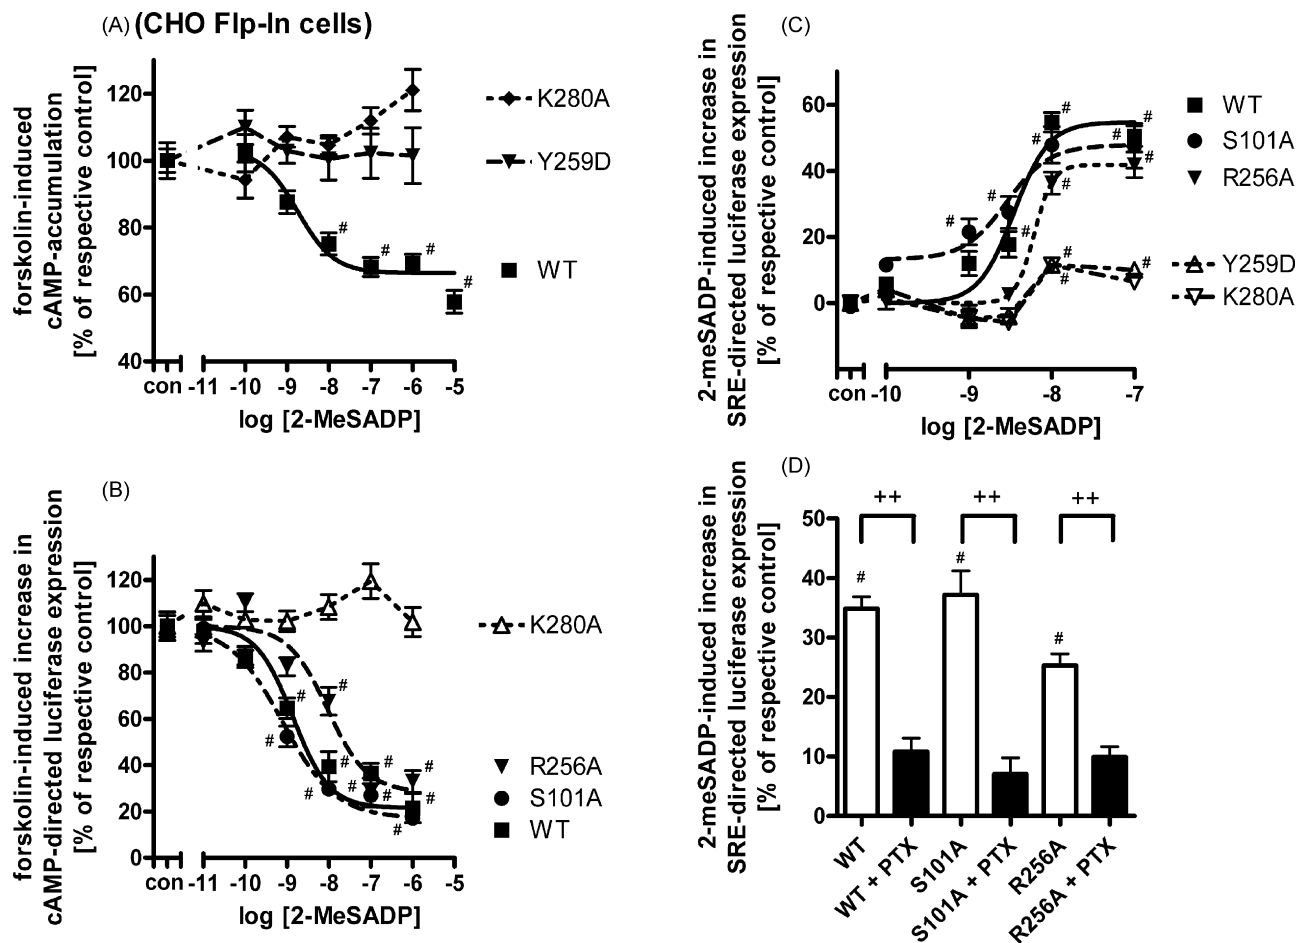 (A) (CHO Flp-In cells)
forskolin-induced
cAMP-accumulation
[% of respective control]
120
100
80
60
40
con -11 -10 -9 -8 -7 -6 -5
log [2-MeSADP]
K280A
Y259D
WT
# # # #
(B)
forskolin-induced increase in
cAMP-directed luciferase expression
[% of respective control]
120
100
80
60
40
20
0
con -11 -10 -9 -8 -7 -6 -5
log [2-MeSADP]
K280A
R256A
S101A
WT
# # # # # # # # # # #
(C)
2-meSADP-induced increase in
SRE-directed luciferase expression
[% of respective control]
60
40
20
0
con -10 -9 -8 -7
log [2-MeSADP]
WT
S101A
R256A
Y259D
K280A
# # # # # # # # # # # #
(D)
2-meSADP-induced increase in
SRE-directed luciferase expression
[% of respective control]
50
40
30
20
10
0
++ ++ ++
# # #
WT
WT + PTX
S101A
S101A + PTX
R256A
R256A + PTX